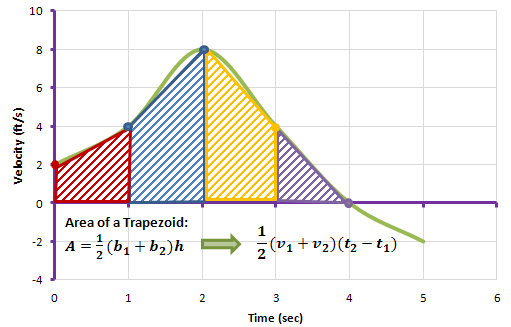 10
8
6
4
2
0
-2
-4
Velocity (ft/s)
Area of a Trapezoid:
A = 1/2 (b₁ + b₂)h
1/2 (v₁ + v₂)(t₂ − t₁)
0 1 2 3 4 5 6
Time (sec)